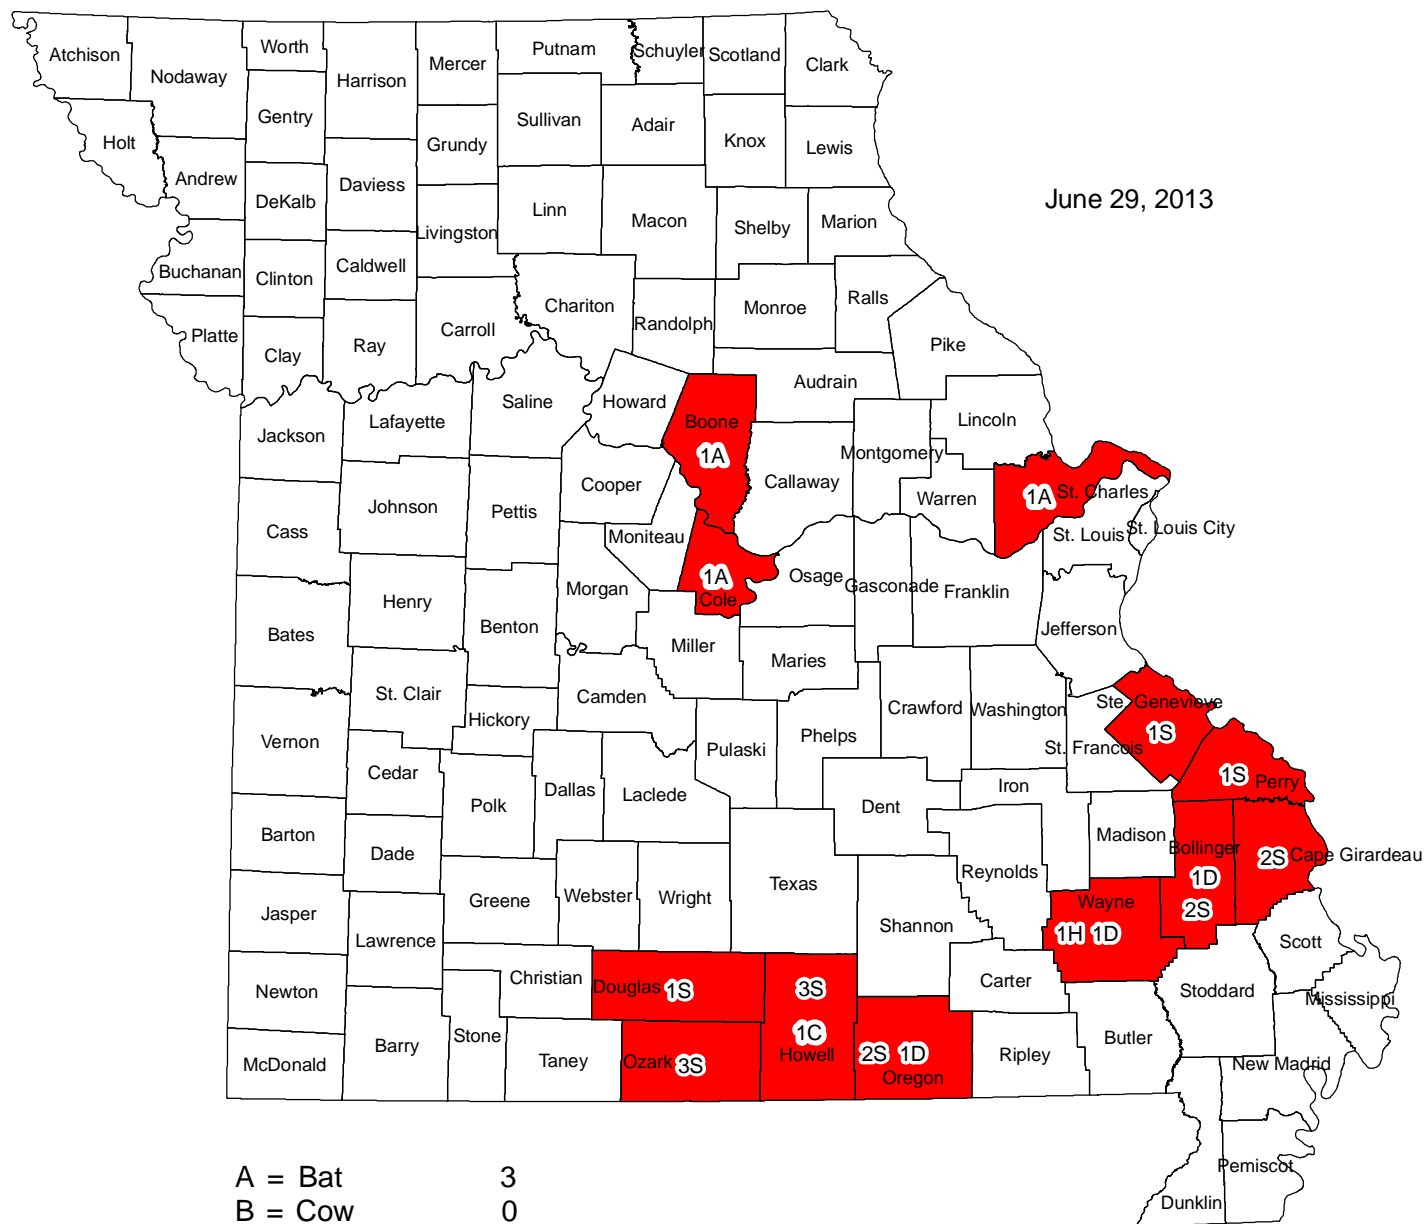 Atchison
Nodaway
Worth
Harrison
Mercer
Putnam
Schuyler
Scotland
Clark
Gentry
Holt
Grundy
Sullivan
Adair
Knox
Lewis
Andrew
DeKalb
Daviess
Linn
Macon
Shelby
Marion
June 29, 2013
Livingston
Buchanan
Clinton
Caldwell
Chariton
Randolph
Monroe
Ralls
Platte
Clay
Ray
Carroll
Pike
Audrain
Saline
Howard
Boone
1A
Lincoln
Jackson
Lafayette
Montgomery
Cooper
Callaway
Warren
1A
St. Charles
Johnson
Pettis
Cass
Moniteau
St. Louis
St. Louis City
1A
Cole
Osage
Gasconade
Franklin
Morgan
Henry
Benton
Bates
Miller
Maries
Jefferson
St. Clair
Camden
Hickory
Crawford
Washington
Ste. Genevieve
1S
St. Francois
Vernon
Pulaski
Phelps
Cedar
Polk
Dallas
Laclede
Dent
Iron
1S
Perry
Barton
Dade
Madison
Bollinger
1D
2S
2S
Cape Girardeau
Texas
Reynolds
Greene
Webster
Wright
Jasper
Shannon
Wayne
1H
1D
Lawrence
Scott
Christian
Douglas
1S
3S
1C
Howell
Newton
Carter
Stoddard
Mississippi
Barry
Stone
Taney
Ozark
3S
2S
1D
Oregon
Ripley
Butler
McDonald
New Madrid
Pemiscot
Dunklin
A = Bat 3
B = Cow 0